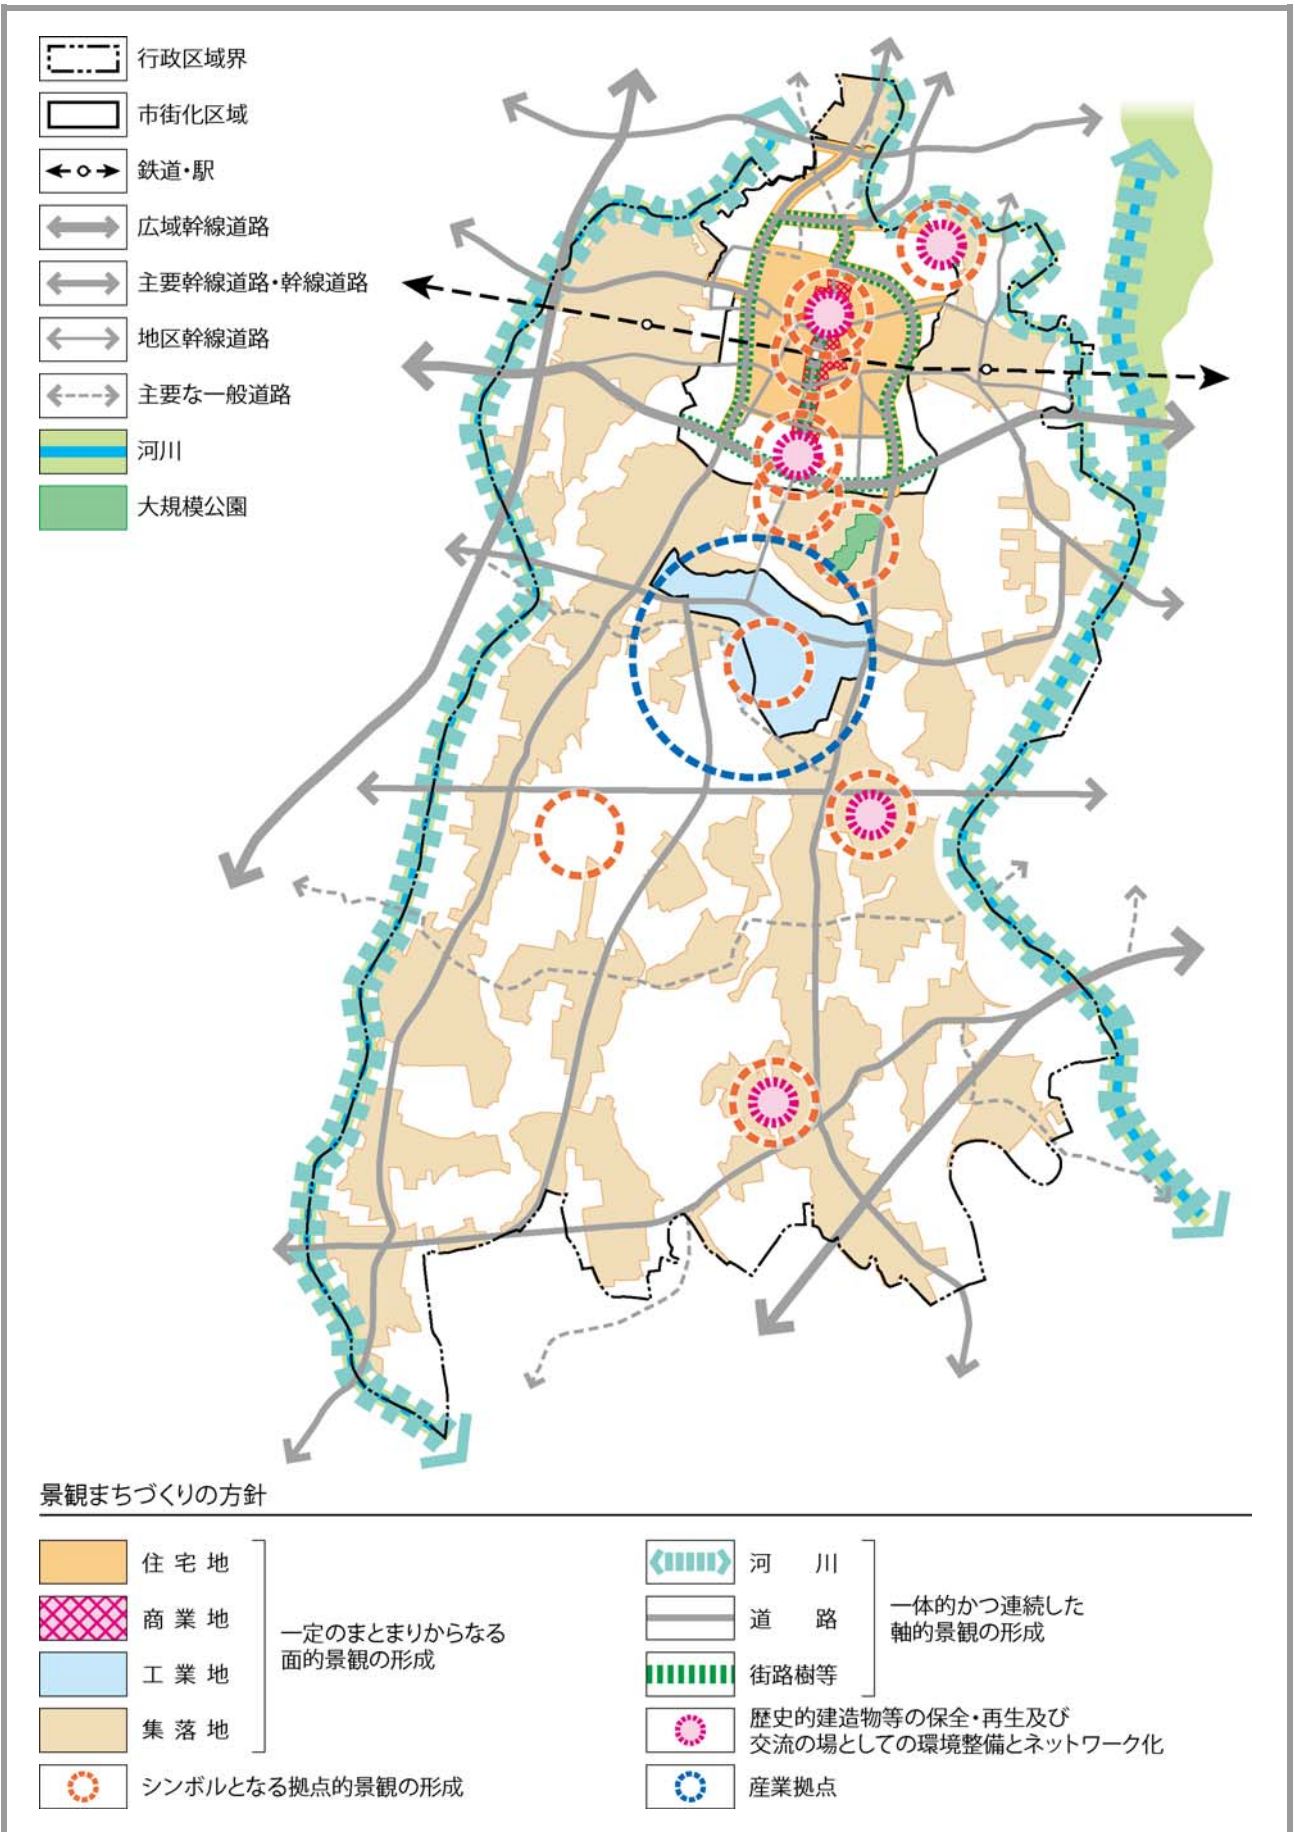 行政区域界
市街化区域
鉄道・駅
広域幹線道路
主要幹線道路・幹線道路
地区幹線道路
主要な一般道路
河川
大規模公園
景観まちづくりの方針
住宅地
商業地
工業地
集落地
一定のまとまりからなる
面的景観の形成
シンボルとなる拠点的景観の形成
河川
道路
街路樹等
一体的かつ連続した
軸的景観の形成
歴史的建造物等の保全・再生及び
交流の場としての環境整備とネットワーク化
産業拠点